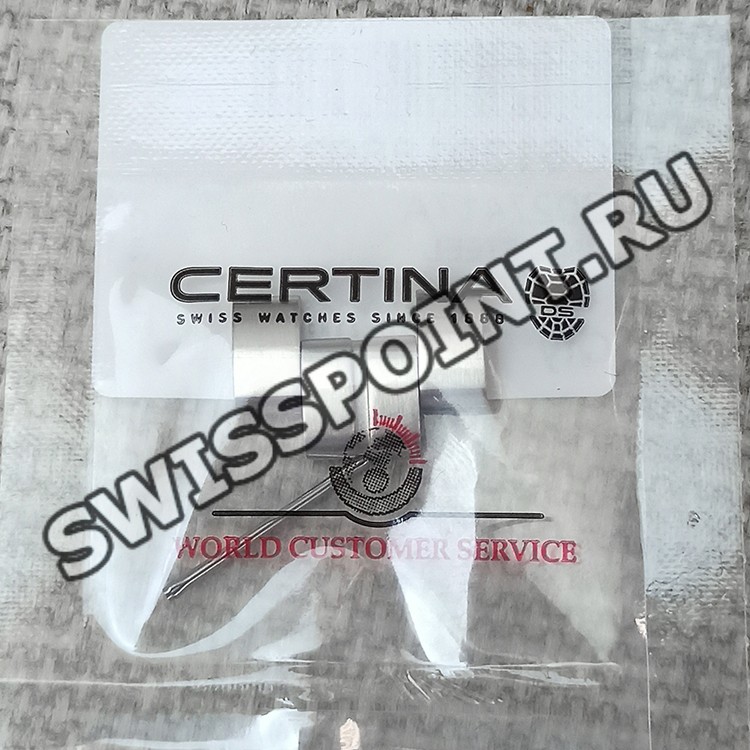 CERTINA
SWISS WATCHES SINCE 1888
DS
SWISSPOINT.RU
WORLD CUSTOMER SERVICE